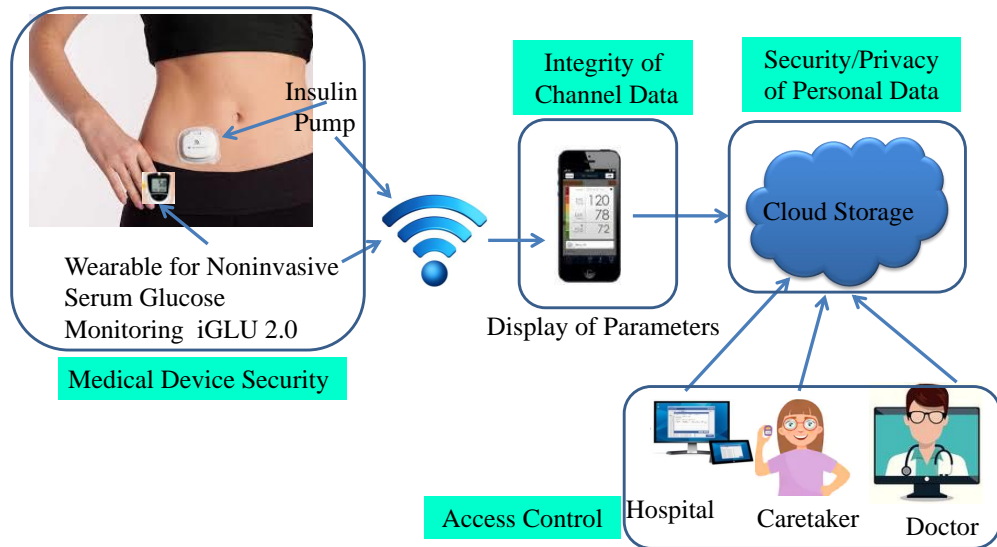 Insulin
Pump
Wearable for Noninvasive
Serum Glucose
Monitoring iGLU 2.0
Medical Device Security
Integrity of
Channel Data
120
78
72
Display of Parameters
Security/Privacy
of Personal Data
Cloud Storage
Access Control
Hospital
Caretaker
Doctor